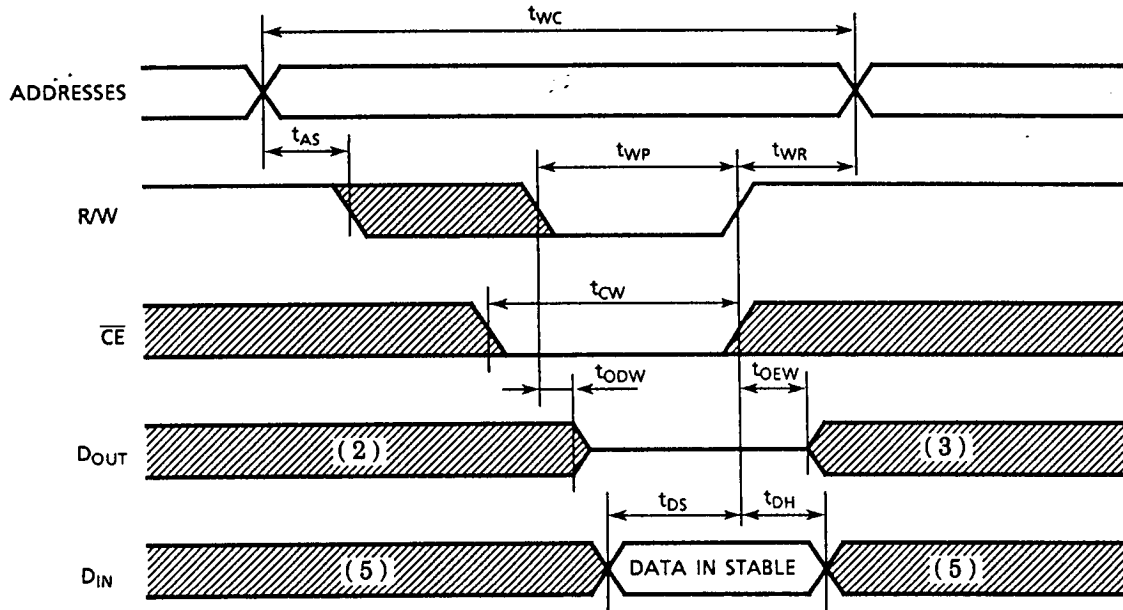 tWC
ADDRESSES
tAS
tWP
tWR
R/W
tCW
CE
tODW
tOEW
DOUT
(2)
(3)
tDS
tDH
DIN
(5)
DATA IN STABLE
(5)